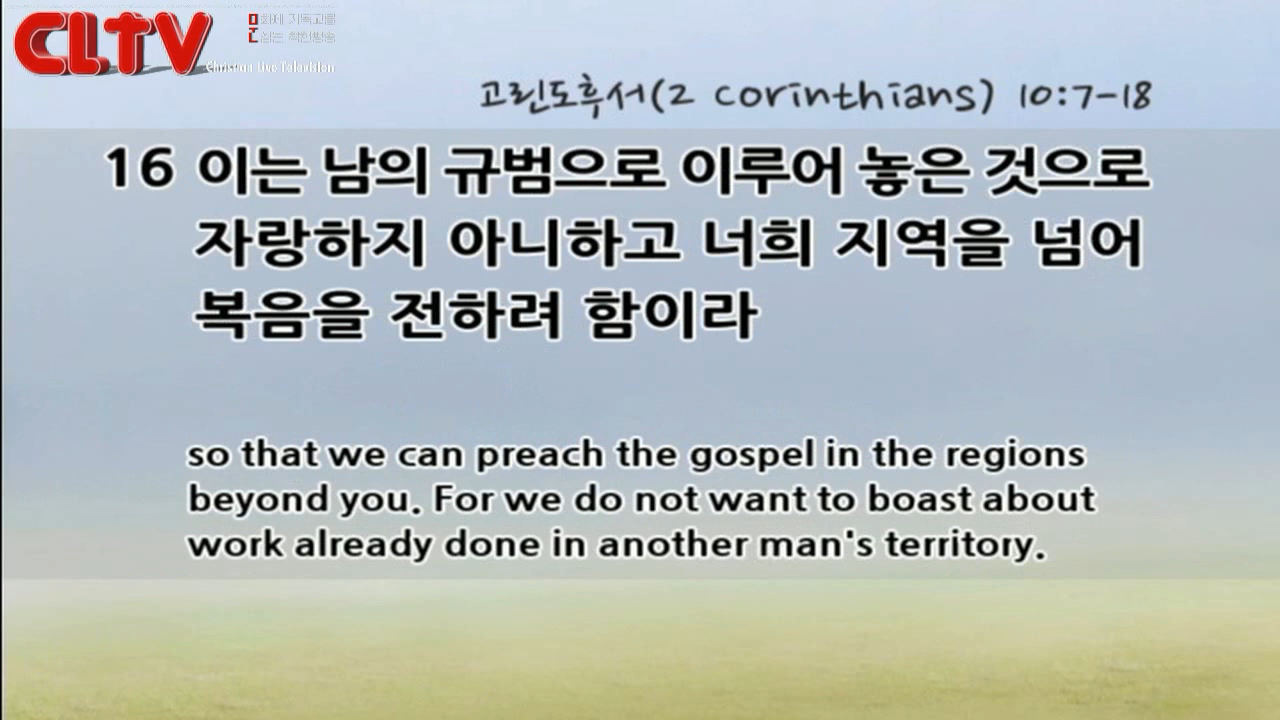 CLTV
Christian Live Television
고린도후서(2 corinthians) 10:7-18
16 이는 남의 규범으로 이루어 놓은 것으로
자랑하지 아니하고 너희 지역을 넘어
복음을 전하려 함이라
so that we can preach the gospel in the regions
beyond you. For we do not want to boast about
work already done in another man's territory.